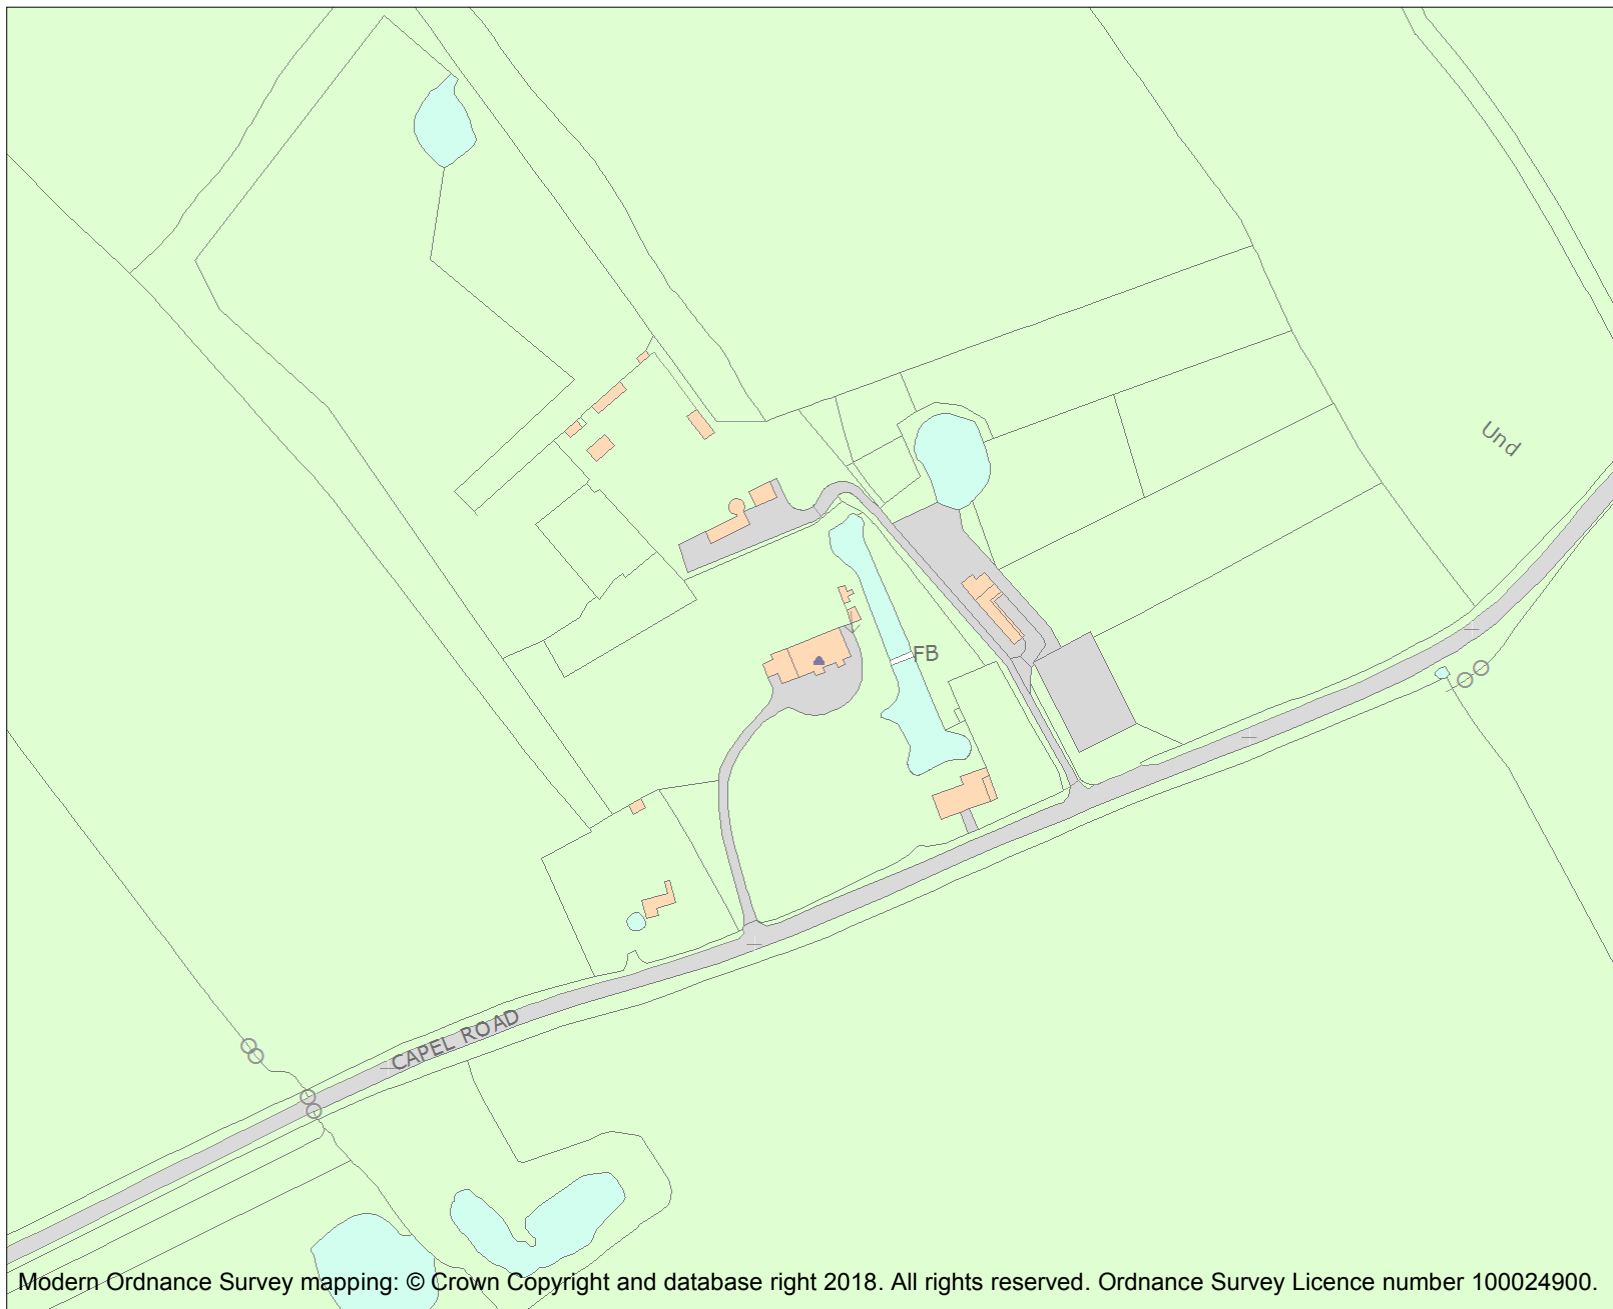 Und
FB
CAPEL ROAD
Modern Ordnance Survey mapping: © Crown Copyright and database right 2018. All rights reserved. Ordnance Survey Licence number 100024900.